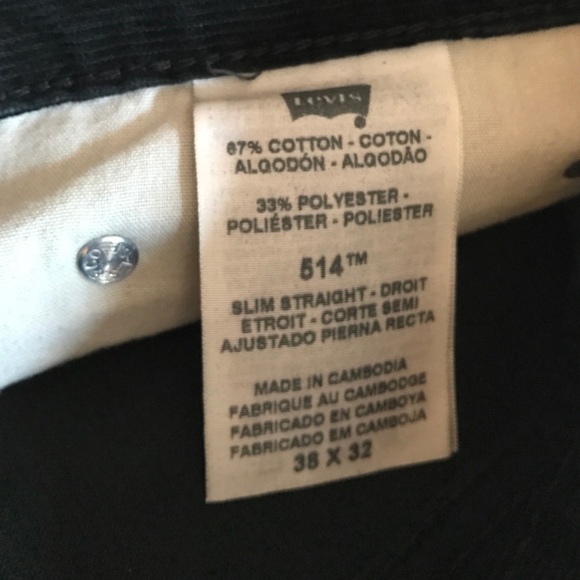 Levi's
67% COTTON - COTON -
ALGODÓN - ALGODÃO
33% POLYESTER -
POLIÉSTER - POLIESTER
514™
SLIM STRAIGHT - DROIT
ETROIT - CORTE SEMI
AJUSTADO PIERNA RECTA
MADE IN CAMBODIA
FABRIQUE AU CAMBODGE
FABRICADO EN CAMBOYA
FABRICADO EM CAMBOJA
38 X 32